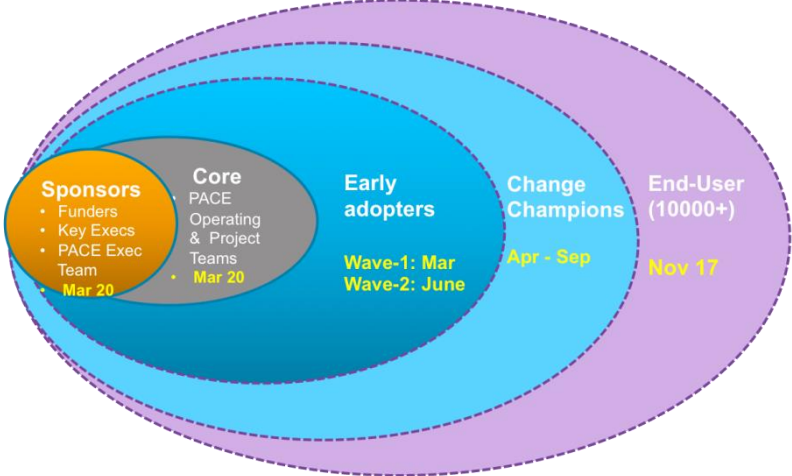 Sponsors
• Funders
• Key Execs
• PACE Exec
Team
• Mar 20
Core
• PACE
Operating
& Project
Teams
• Mar 20
Early
adopters
Wave-1: Mar
Wave-2: June
Change
Champions
Apr - Sep
End-User
(10000+)
Nov 17